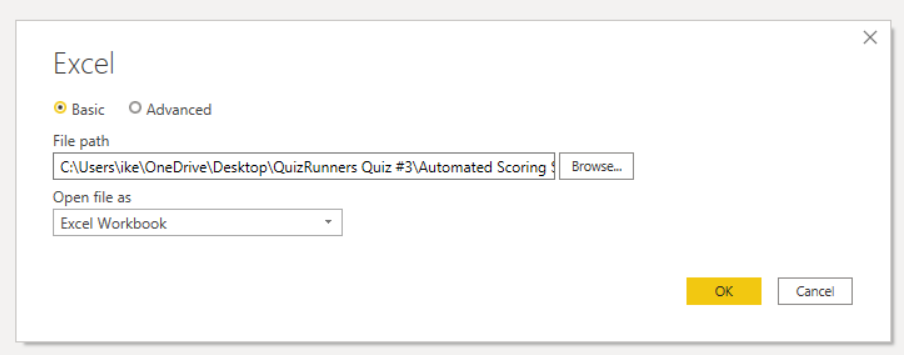 Excel
Basic Advanced
File path
C:\Users\ike\OneDrive\Desktop\QuizRunners Quiz #3\Automated Scoring Browse...
Open file as
Excel Workbook
OK Cancel